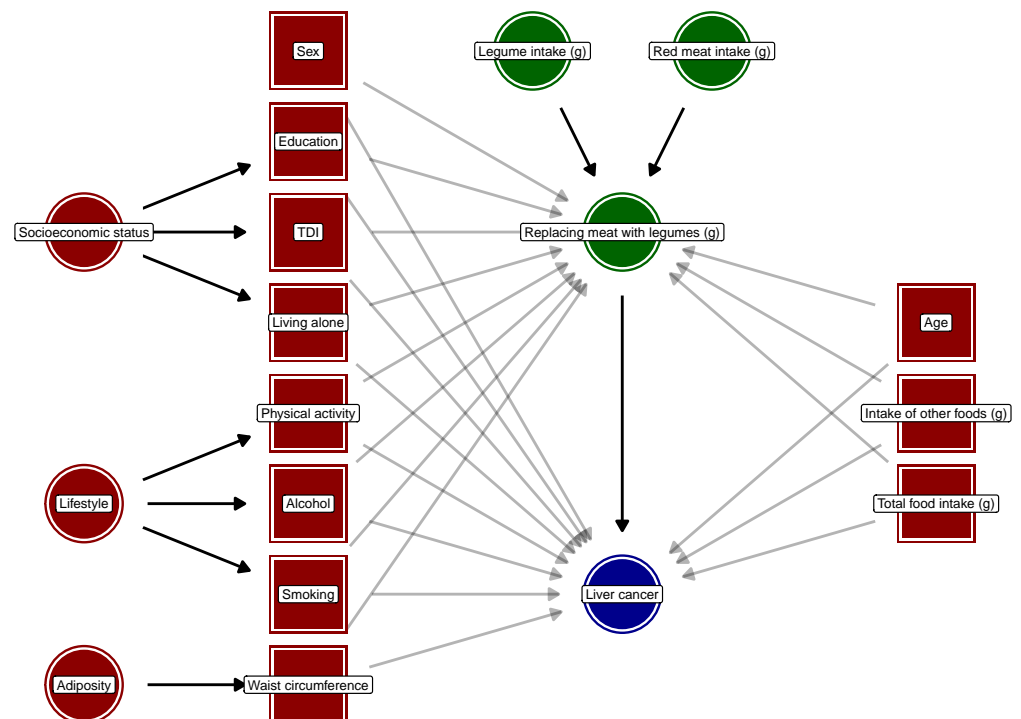 Sex
Legume intake (g)
Red meat intake (g)
Education
Socioeconomic status
TDI
Replacing meat with legumes (g)
Living alone
Age
Physical activity
Intake of other foods (g)
Lifestyle
Alcohol
Total food intake (g)
Smoking
Liver cancer
Adiposity
Waist circumference